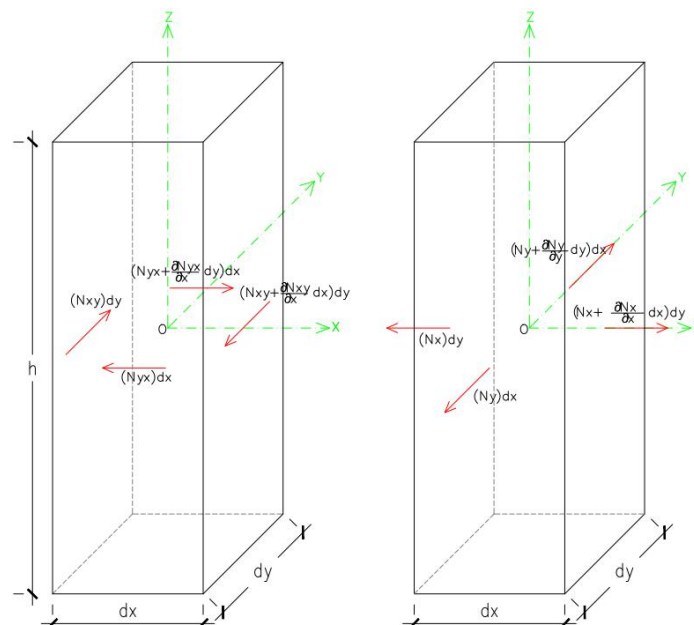 Z
Y
(Nyx+∂Nyx/∂x dy)dx
(Nxy+∂Nxy/∂x dx)dy
(Nxy)dy
O
X
(Nyx)dx
h
dx
dy
Z
Y
(Ny+∂Ny/∂y dy)dx
(Nx+ ∂Nx/∂x dx)dy
O
(Nx)dy
(Ny)dx
dx
dy